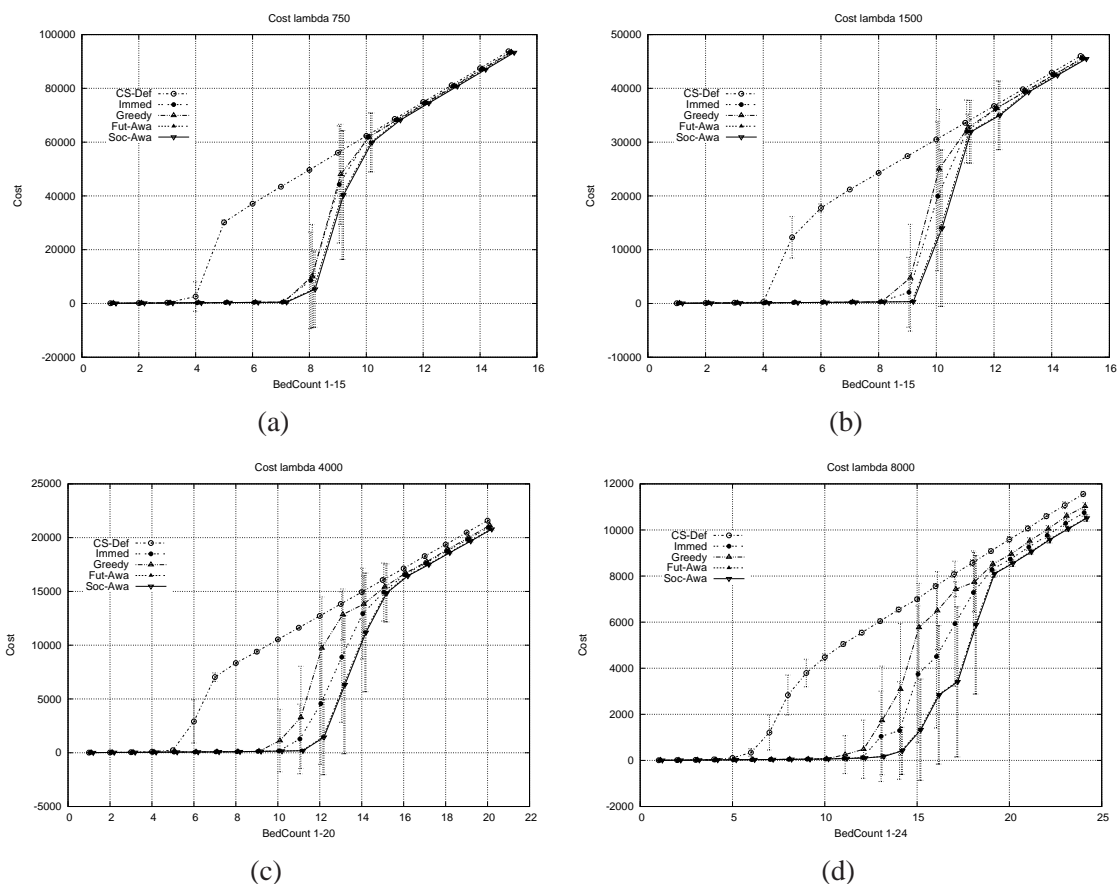 Cost lambda 750
100000
80000
60000
40000
20000
0
-20000
Cost
CS-Def
Immed
Greedy
Fut-Awa
Soc-Awa
0 2 4 6 8 10 12 14 16
BedCount 1-15
(a)
Cost lambda 1500
50000
40000
30000
20000
10000
0
-10000
Cost
CS-Def
Immed
Greedy
Fut-Awa
Soc-Awa
0 2 4 6 8 10 12 14 16
BedCount 1-15
(b)
Cost lambda 4000
25000
20000
15000
10000
5000
0
-5000
Cost
CS-Def
Immed
Greedy
Fut-Awa
Soc-Awa
0 2 4 6 8 10 12 14 16 18 20 22
BedCount 1-20
(c)
Cost lambda 8000
12000
10000
8000
6000
4000
2000
0
-2000
Cost
CS-Def
Immed
Greedy
Fut-Awa
Soc-Awa
0 5 10 15 20 25
BedCount 1-24
(d)